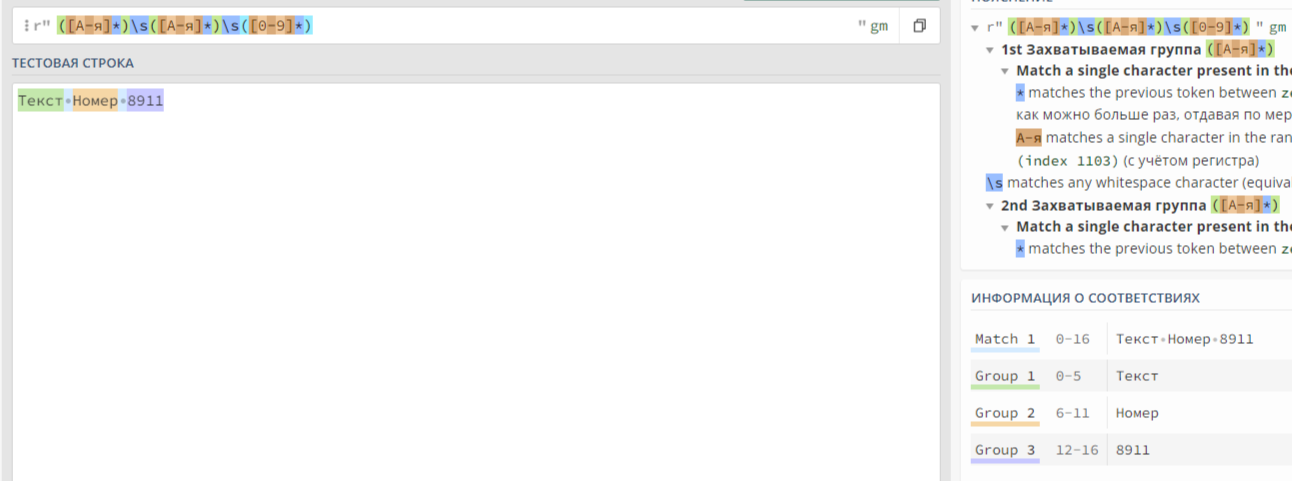 r" ([А-я]*)\s([А-я]*)\s([0-9]*) " gm
ТЕСТОВАЯ СТРОКА
Текст•Номер•8911
r" ([А-я]*)\s([А-я]*)\s([0-9]*) " gm
1st Захватываемая группа ([А-я]*)
Match a single character present in the
* matches the previous token between
как можно больше раз, отдавая по мер
А-я matches a single character in the ran
(index 1103) (с учётом регистра)
\s matches any whitespace character (equiva
2nd Захватываемая группа ([А-я]*)
Match a single character present in the
* matches the previous token between
ИНФОРМАЦИЯ О СООТВЕТСТВИЯХ
Match 1 0-16 Текст•Номер•8911
Group 1 0-5 Текст
Group 2 6-11 Номер
Group 3 12-16 8911